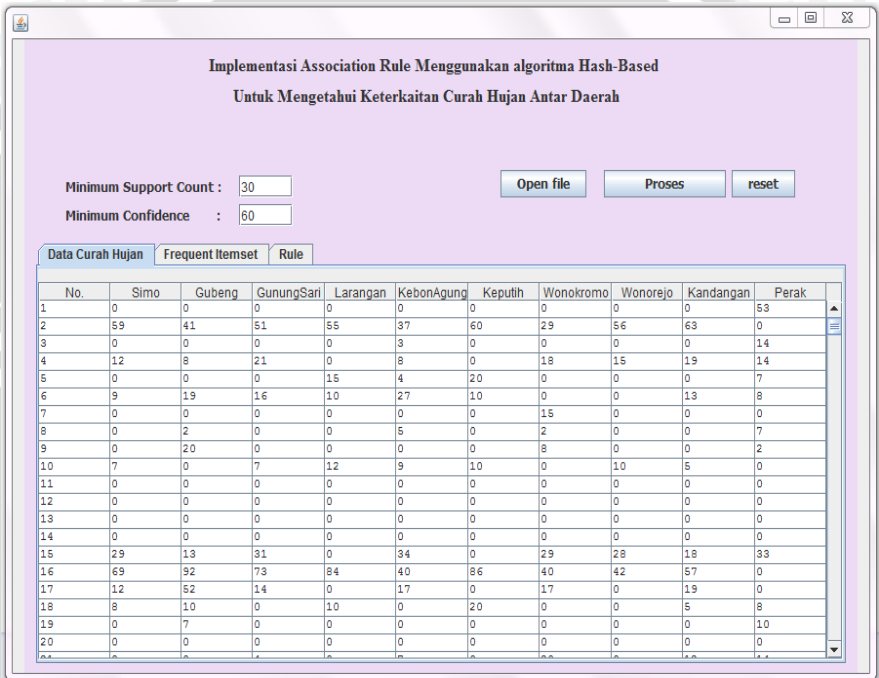 Implementasi Association Rule Menggunakan algoritma Hash-Based
Untuk Mengetahui Keterkaitan Curah Hujan Antar Daerah
Minimum Support Count : 30 Open file Proses reset
Minimum Confidence : 60
Data Curah Hujan Frequent Itemset Rule
No. Simo Gubeng GunungSari Larangan KebonAgung Keputih Wonokromo Wonorejo Kandangan Perak
1 0 0 0 0 0 0 0 0 0 53
2 59 41 51 55 37 60 29 56 63 0
3 0 0 0 0 3 0 0 0 0 14
4 12 8 21 0 8 0 18 15 19 14
5 0 0 0 15 4 20 0 0 0 7
6 9 19 16 10 27 10 0 0 13 8
7 0 0 0 0 0 0 15 0 0 0
8 0 2 0 0 5 0 2 0 0 7
9 0 20 0 0 0 0 8 0 0 2
10 7 0 7 12 9 10 0 10 5 0
11 0 0 0 0 0 0 0 0 0 0
12 0 0 0 0 0 0 0 0 0 0
13 0 0 0 0 0 0 0 0 0 0
14 0 0 0 0 0 0 0 0 0 0
15 29 13 31 0 34 0 29 28 18 33
16 69 92 73 84 40 86 40 42 57 0
17 12 52 14 0 17 0 17 0 19 0
18 8 10 0 10 0 20 0 0 5 8
19 0 7 0 0 0 0 0 0 0 10
20 0 0 0 0 0 0 0 0 0 0